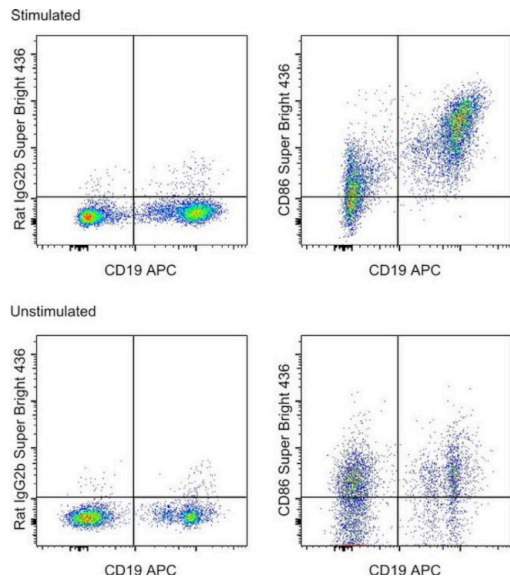 Stimulated
Rat IgG2b Super Bright 436
CD19 APC
CD86 Super Bright 436
CD19 APC
Unstimulated
Rat IgG2b Super Bright 436
CD19 APC
CD86 Super Bright 436
CD19 APC